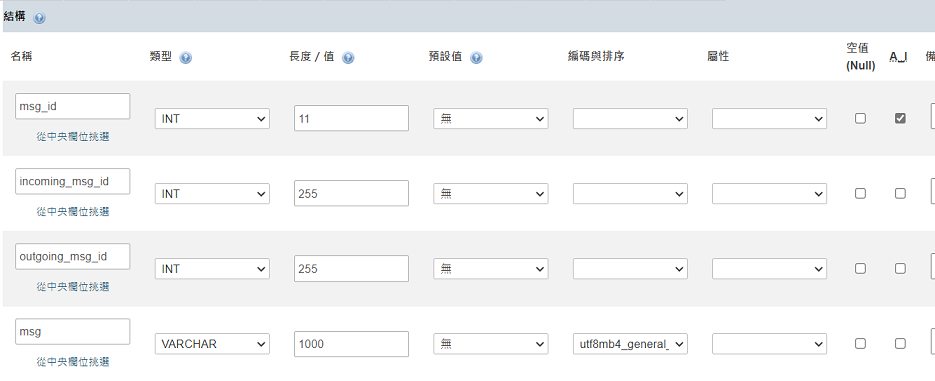 結構
名稱 類型 長度 / 值 預設值 編碼與排序 屬性 空值 (Null) A_I 備
msg_id INT 11 無
從中央欄位挑選
incoming_msg_id INT 255 無
從中央欄位挑選
outgoing_msg_id INT 255 無
從中央欄位挑選
msg VARCHAR 1000 無 utf8mb4_general_
從中央欄位挑選